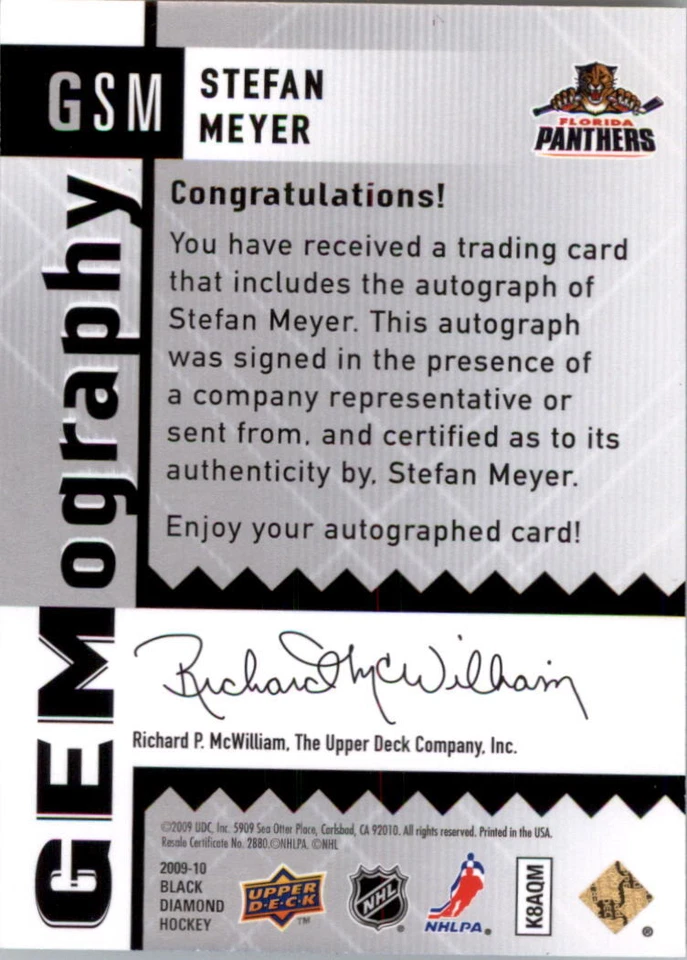 GSM
STEFAN
MEYER
FLORIDA
PANTHERS
GEMography
Congratulations!
You have received a trading card
that includes the autograph of
Stefan Meyer. This autograph
was signed in the presence of
a company representative or
sent from, and certified as to its
authenticity by, Stefan Meyer.
Enjoy your autographed card!
Richard McWilliam
Richard P. McWilliam, The Upper Deck Company, Inc.
©2009 UDC, Inc. 5909 Sea Otter Place, Carlsbad, CA 92010. All rights reserved. Printed in the USA.
Resale Certificate No. 2880.©NHLPA. ©NHL
2009-10
BLACK
DIAMOND
HOCKEY
UPPER
D·E·C·K
TM
NHL
®
NHLPA®
K8AQM
®